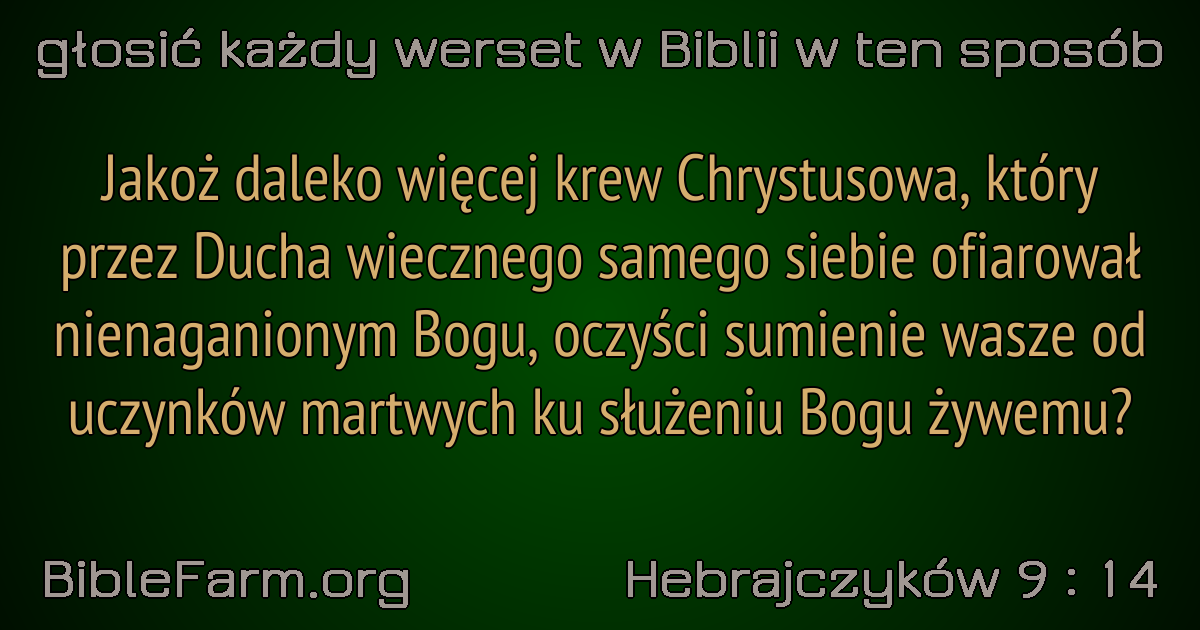 głosić każdy werset w Biblii w ten sposób
Jakoż daleko więcej krew Chrystusowa, który
przez Ducha wiecznego samego siebie ofiarował
nienaganionym Bogu, oczyści sumienie wasze od
uczynków martwych ku służeniu Bogu żywemu?
BibleFarm.org
Hebrajczyków 9 : 14